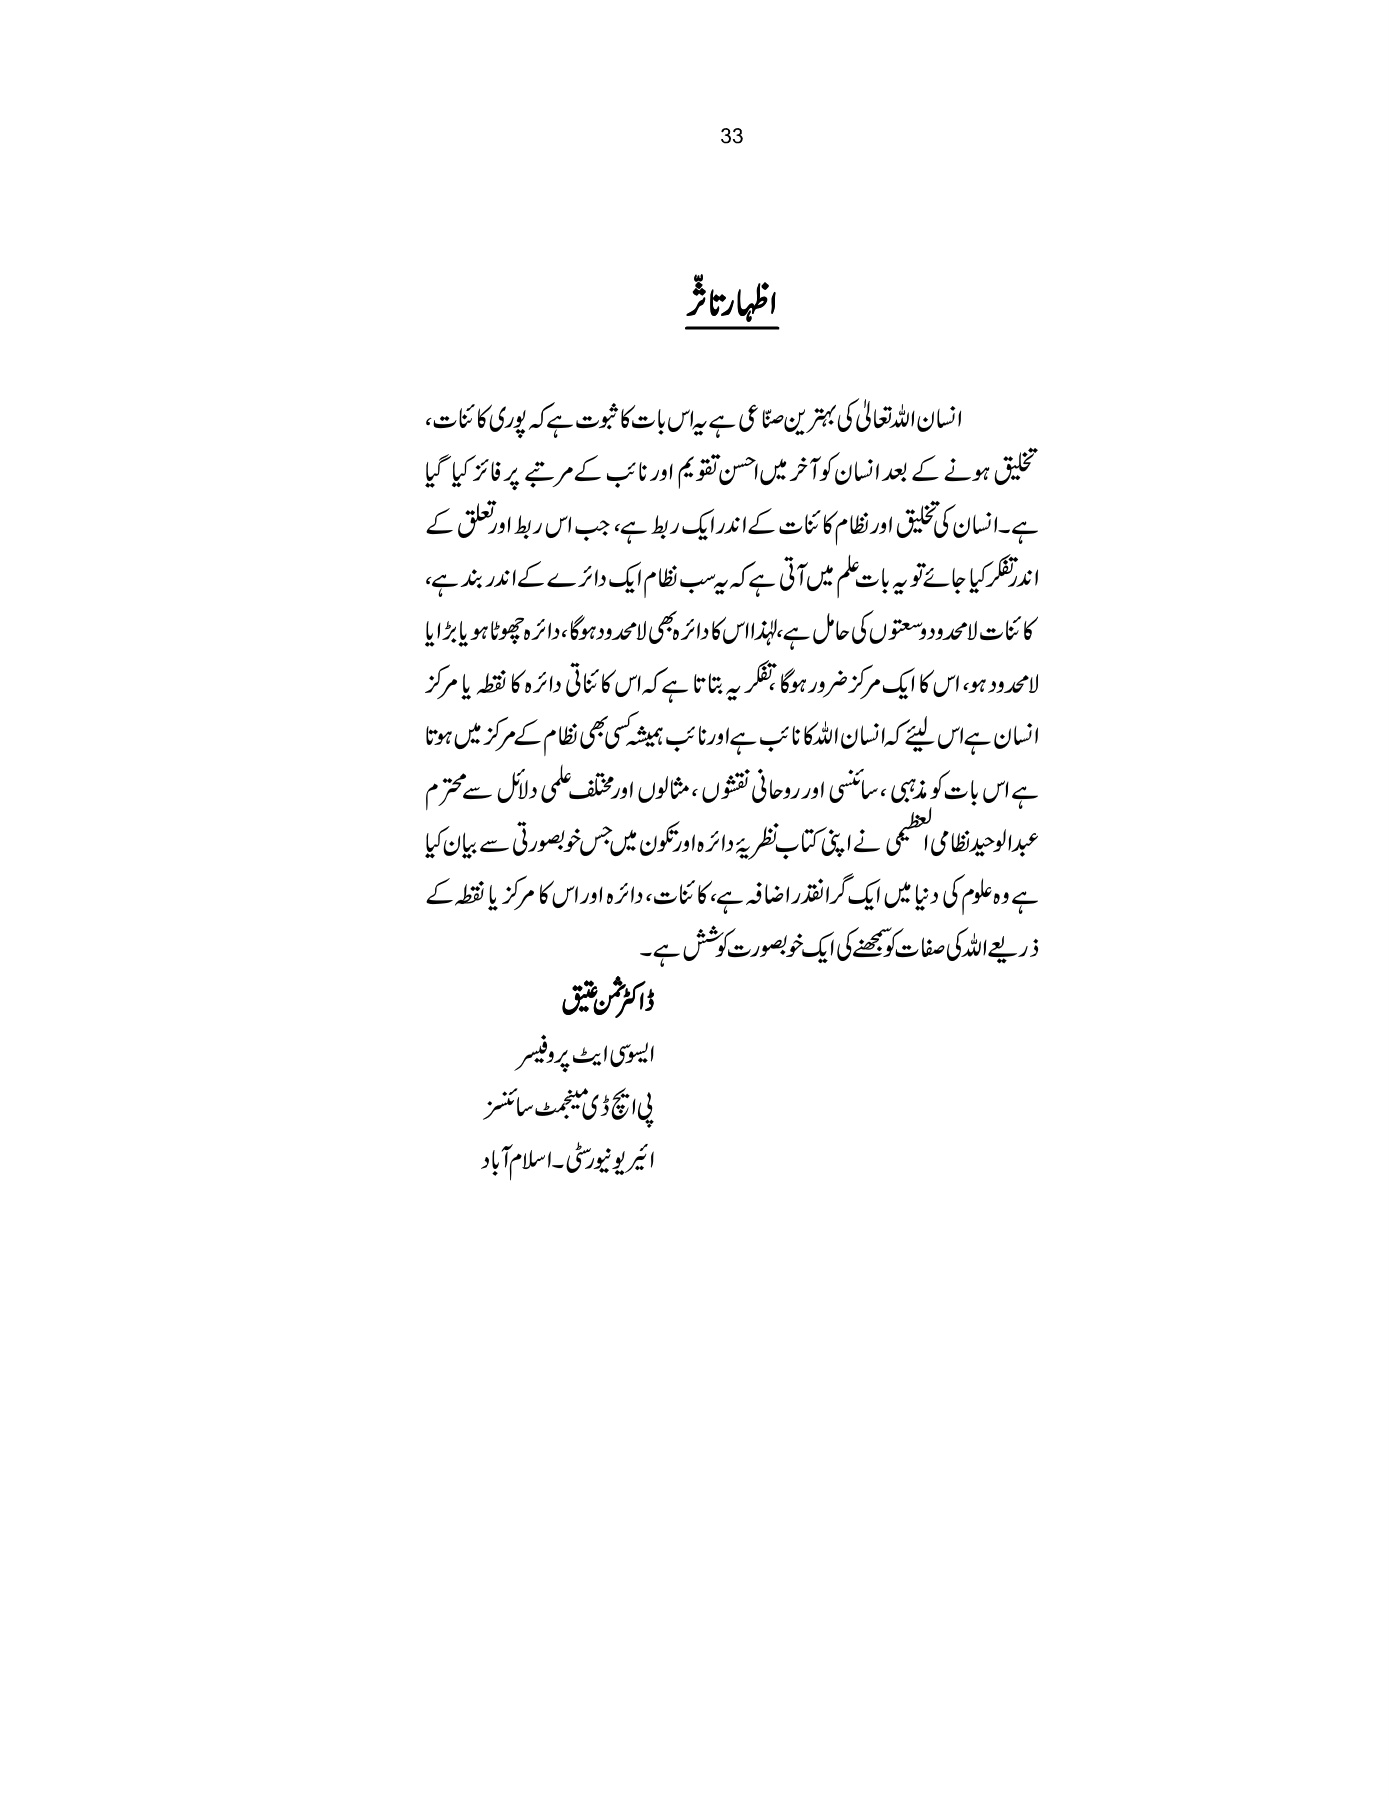 33
اظہار تاثّر
انسان اللہ تعالیٰ کی بہترین صنّاعی ہے یہ اس بات کا ثبوت ہے کہ پوری کائنات،
تخلیق ہونے کے بعد انسان کو آخر میں احسن تقویم اور نائب کے مرتبے پر فائز کیا گیا
ہے۔ انسان کی تخلیق اور نظام کائنات کے اندر ایک ربط ہے، جب اس ربط اور تعلق کے
اندر تفکر کیا جائے تو یہ بات علم میں آتی ہے کہ یہ سب نظام ایک دائرے کے اندر بند ہے،
کائنات لامحدود وسعتوں کی حامل ہے، لہٰذا اس کا دائرہ بھی لامحدود ہوگا، دائرہ چھوٹا ہو یا بڑا یا
لامحدود ہو، اس کا ایک مرکز ضرور ہوگا، تفکر یہ بتاتا ہے کہ اس کائناتی دائرہ کا نقطہ یا مرکز
انسان ہے اس لیئے کہ انسان اللہ کا نائب ہے اور نائب ہمیشہ کسی بھی نظام کے مرکز میں ہوتا
ہے اس بات کو مذہبی، سائنسی اور روحانی نقشوں، مثالوں اور مختلف علمی دلائل سے محترم
عبدالوحید نظامی العظیمی نے اپنی کتاب نظریۂ دائرہ اور تکون میں جس خوبصورتی سے بیان کیا
ہے وہ علوم کی دنیا میں ایک گرانقدر اضافہ ہے، کائنات، دائرہ اور اس کا مرکز یا نقطہ کے
ذریعے اللہ کی صفات کو سمجھنے کی ایک خوبصورت کوشش ہے۔
ڈاکٹر ثمن عتیق
ایسوسی ایٹ پروفیسر
پی ایچ ڈی مینجمٹ سائنسز
ائیر یونیورسٹی۔ اسلام آباد